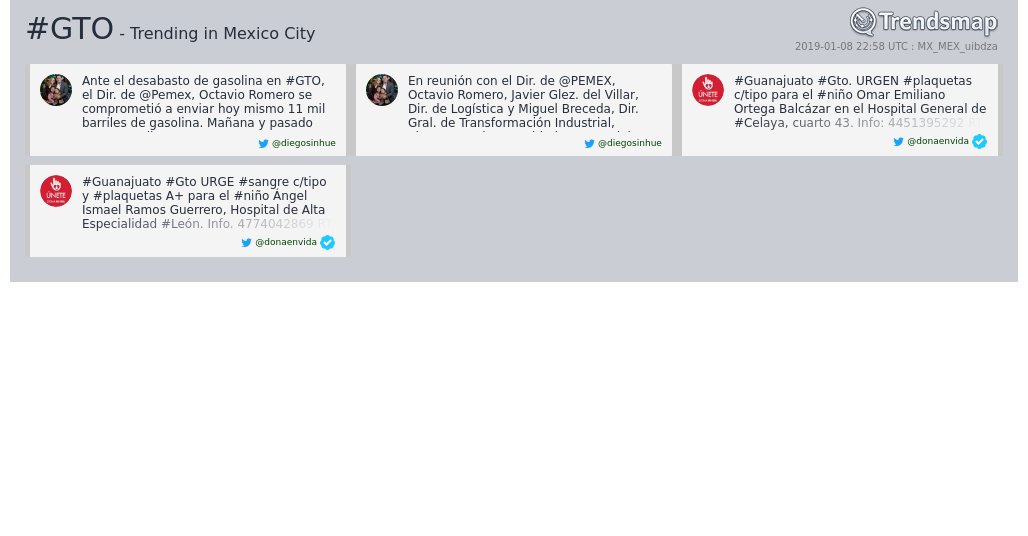 #GTO - Trending in Mexico City
Trendsmap
2019-01-08 22:58 UTC : MX_MEX_uibdza
Ante el desabasto de gasolina en #GTO,
el Dir. de @Pemex, Octavio Romero se
comprometió a enviar hoy mismo 11 mil
barriles de gasolina. Mañana y pasado
@diegosinhue
En reunión con el Dir. de @PEMEX,
Octavio Romero, Javier Glez. del Villar,
Dir. de Logística y Miguel Breceda, Dir.
Gral. de Transformación Industrial,
@diegosinhue
ÚNETE
#Guanajuato #Gto. URGEN #plaquetas
c/tipo para el #niño Omar Emiliano
Ortega Balcázar en el Hospital General de
#Celaya, cuarto 43. Info: 4451395292 RT
@donaenvida
ÚNETE
#Guanajuato #Gto URGE #sangre c/tipo
y #plaquetas A+ para el #niño Ángel
Ismael Ramos Guerrero, Hospital de Alta
Especialidad #León. Info. 4774042869 RT
@donaenvida